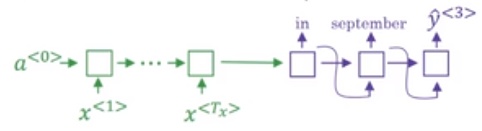 in september ŷ<3>
a<0> ...
x<1> x<Tx>